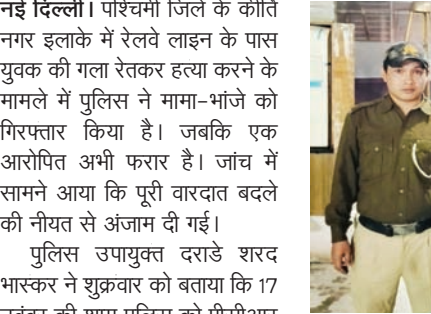 नई दिल्ली। पश्चिमी जिले के कीर्ति
नगर इलाके में रेलवे लाइन के पास
युवक की गला रेतकर हत्या करने के
मामले में पुलिस ने मामा-भांजे को
गिरफ्तार किया है। जबकि एक
आरोपित अभी फरार है। जांच में
सामने आया कि पूरी वारदात बदले
की नीयत से अंजाम दी गई।
पुलिस उपायुक्त दराडे शरद
भास्कर ने शुक्रवार को बताया कि 17